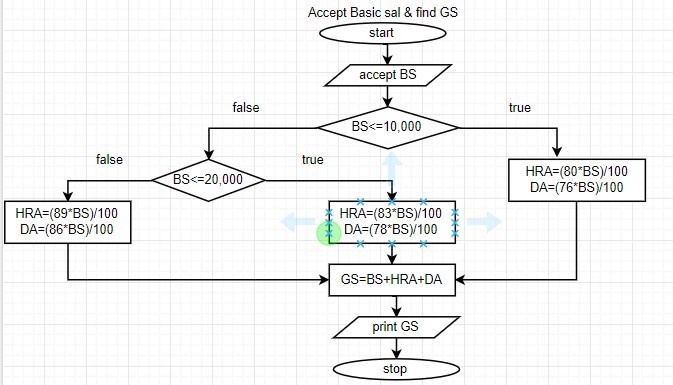 Accept Basic sal & find GS
start
accept BS
false
true
BS<=10,000
false
true
BS<=20,000
HRA=(80*BS)/100
DA=(76*BS)/100
HRA=(89*BS)/100
DA=(86*BS)/100
HRA=(83*BS)/100
DA=(78*BS)/100
GS=BS+HRA+DA
print GS
stop